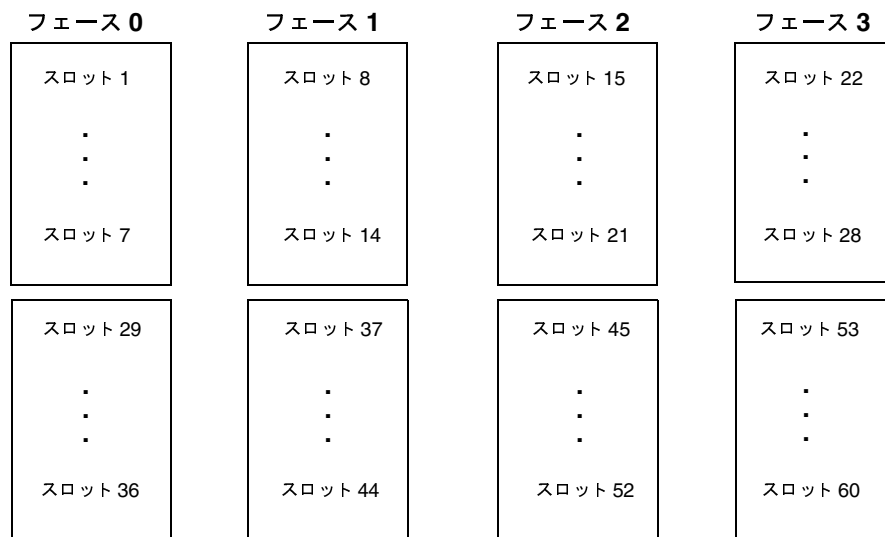 フェース 0 フェース 1 フェース 2 フェース 3
スロット 1 スロット 8 スロット 15 スロット 22
スロット 7 スロット 14 スロット 21 スロット 28
スロット 29 スロット 37 スロット 45 スロット 53
スロット 36 スロット 44 スロット 52 スロット 60